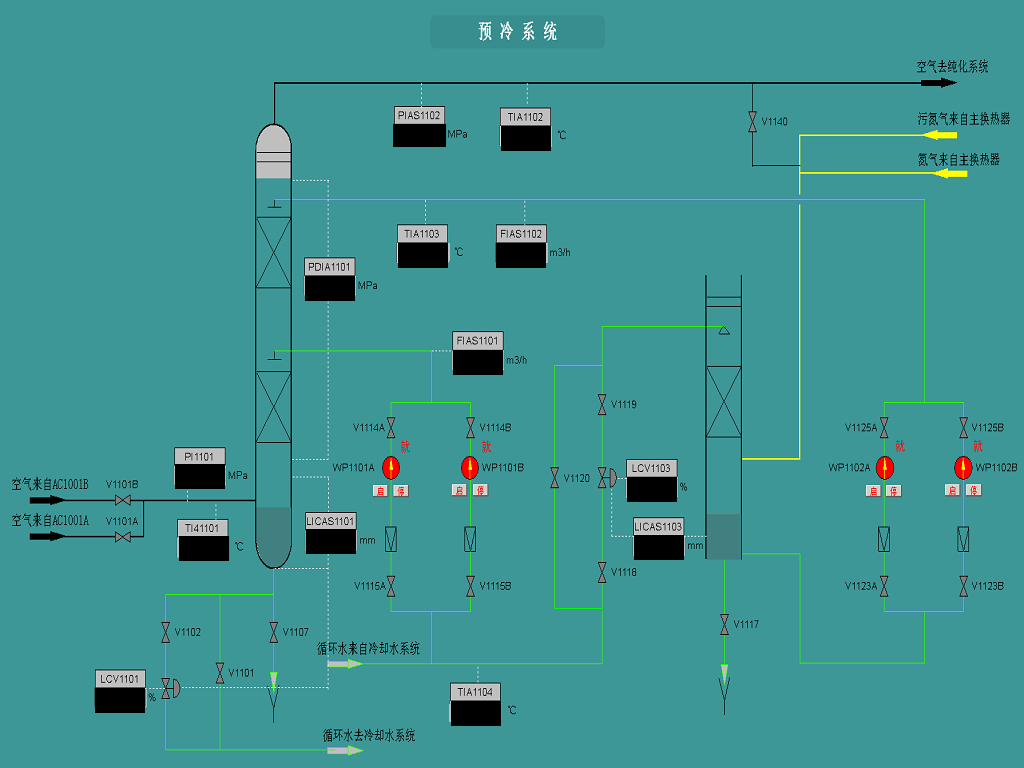 预冷系统
空气去纯化系统
PIAS1102
MPa
TIA1102
℃
V1140
污氮气来自主换热器
氮气来自主换热器
TIA1103
℃
FIAS1102
m3/h
PDIA1101
MPa
FIAS1101
m3/h
V1119
V1114A
V1114B
V1125A
V1125B
就
就
就
就
WP1101A
WP1101B
WP1102A
WP1102B
启 停
启 停
启 停
启 停
PI1101
MPa
V1120
LCV1103
%
空气来自AC1001B
V1101B
空气来自AC1001A
V1101A
TI41101
℃
LICAS1101
mm
LICAS1103
mm
V1118
V1115A
V1115B
V1123A
V1123B
V1102
V1107
V1117
循环水来自冷却水系统
V1101
LCV1101
%
TIA1104
℃
循环水去冷却水系统